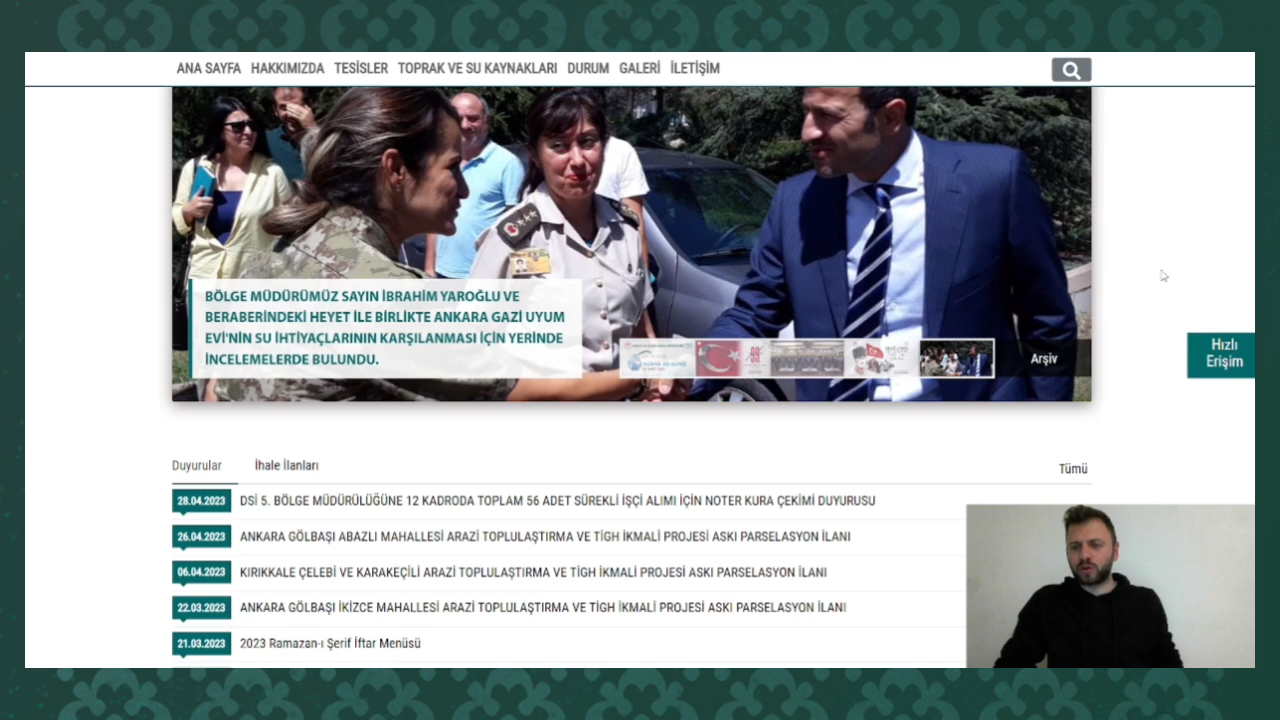 ANA SAYFA HAKKIMIZDA TESİSLER TOPRAK VE SU KAYNAKLARI DURUM GALERİ İLETİŞİM
BÖLGE MÜDÜRÜMÜZ SAYIN İBRAHİM YAROĞLU VE
BERABERİNDEKİ HEYET İLE BİRLİKTE ANKARA GAZİ UYUM
EVİ'NİN SU İHTİYAÇLARININ KARŞILANMASI İÇİN YERİNDE
İNCELEMELERDE BULUNDU.
Arşiv
Hızlı
Erişim
Duyurular İhale İlanları Tümü
28.04.2023 DSİ 5. BÖLGE MÜDÜRÜLÜĞÜNE 12 KADRODA TOPLAM 56 ADET SÜREKLİ İŞÇİ ALIMI İÇİN NOTER KURA ÇEKİMİ DUYURUSU
26.04.2023 ANKARA GÖLBAŞI ABAZLI MAHALLESİ ARAZİ TOPLULAŞTIRMA VE TİGH İKMALİ PROJESİ ASKI PARSELASYON İLANI
06.04.2023 KIRIKKALE ÇELEBİ VE KARAKEÇİLİ ARAZİ TOPLULAŞTIRMA VE TİGH İKMALİ PROJESİ ASKI PARSELASYON İLANI
22.03.2023 ANKARA GÖLBAŞI İKİZCE MAHALLESİ ARAZİ TOPLULAŞTIRMA VE TİGH İKMALİ PROJESİ ASKI PARSELASYON İLANI
21.03.2023 2023 Ramazan-ı Şerif İftar Menüsü